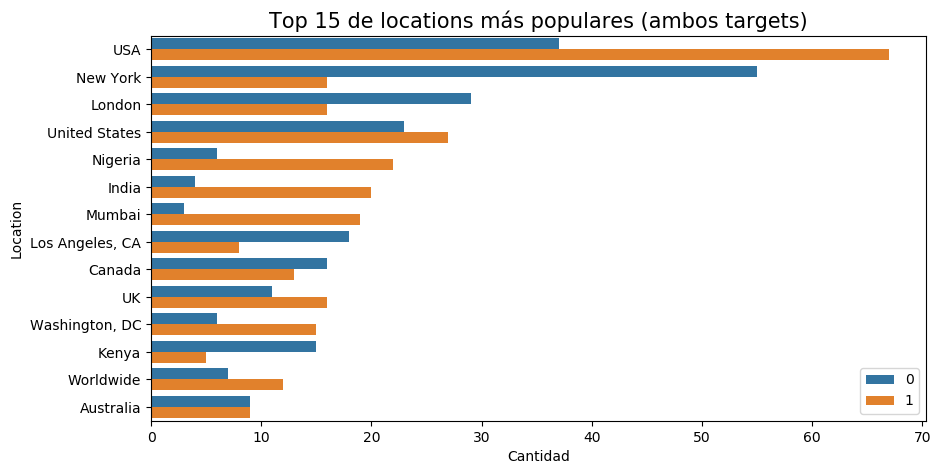 Top 15 de locations más populares (ambos targets)
USA
New York
London
United States
Nigeria
India
Mumbai
Los Angeles, CA
Canada
UK
Washington, DC
Kenya
Worldwide
Australia
Location
0
1
0 10 20 30 40 50 60 70
Cantidad